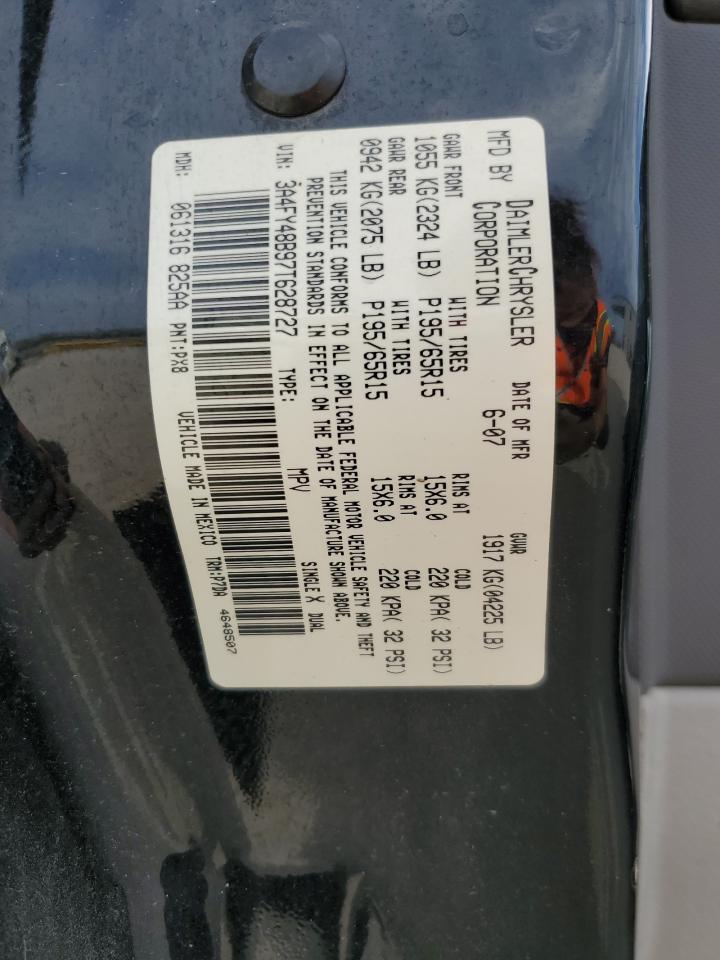 MFD BY DAIMLERCHRYSLER CORPORATION
DATE OF MFR 6-07
GVWR 1917 KG(04225 LB)
GAWR FRONT WITH TIRES RIMS AT COLD
1055 KG(2324 LB) P195/65R15 15X6.0 220 KPA( 32 PSI)
GAWR REAR WITH TIRES RIMS AT COLD
0942 KG(2075 LB) P195/65R15 15X6.0 220 KPA( 32 PSI)
THIS VEHICLE CONFORMS TO ALL APPLICABLE FEDERAL MOTOR VEHICLE SAFETY AND THEFT
PREVENTION STANDARDS IN EFFECT ON THE DATE OF MANUFACTURE SHOWN ABOVE.
VIN: 3A4FY48B97T628727 TYPE: MPV SINGLE X DUAL
MDH: 061316 825AA PNT:PX8 VEHICLE MADE IN MEXICO TRM:P7DA 4648507